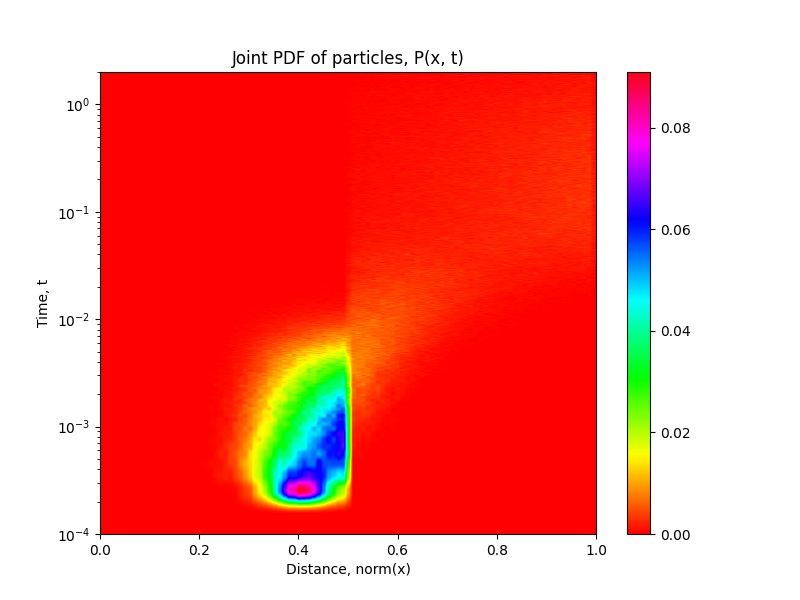 Joint PDF of particles, P(x, t)
10⁰
10⁻¹
10⁻²
10⁻³
10⁻⁴
Time, t
0.0 0.2 0.4 0.6 0.8 1.0
Distance, norm(x)
0.08
0.06
0.04
0.02
0.00